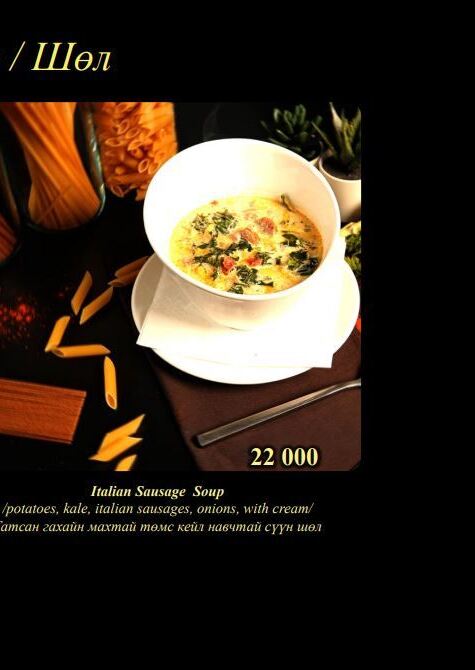 / Шөл
22 000
Italian Sausage Soup
/potatoes, kale, italian sausages, onions, with cream/
гахайн махтай төмс кейл навчтай сүүн шөл